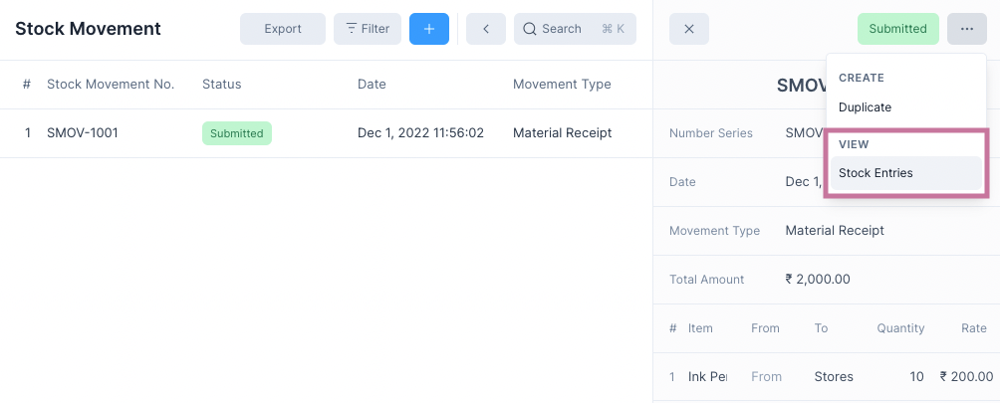 Stock Movement
Export
Filter
+
Search ⌘ K
Submitted
CREATE
Duplicate
VIEW
Stock Entries
# Stock Movement No. Status Date Movement Type
1 SMOV-1001 Submitted Dec 1, 2022 11:56:02 Material Receipt
SMOV
Number Series SMOV
Date Dec 1,
Movement Type Material Receipt
Total Amount ₹ 2,000.00
# Item From To Quantity Rate
1 Ink Pe From Stores 10 ₹ 200.00